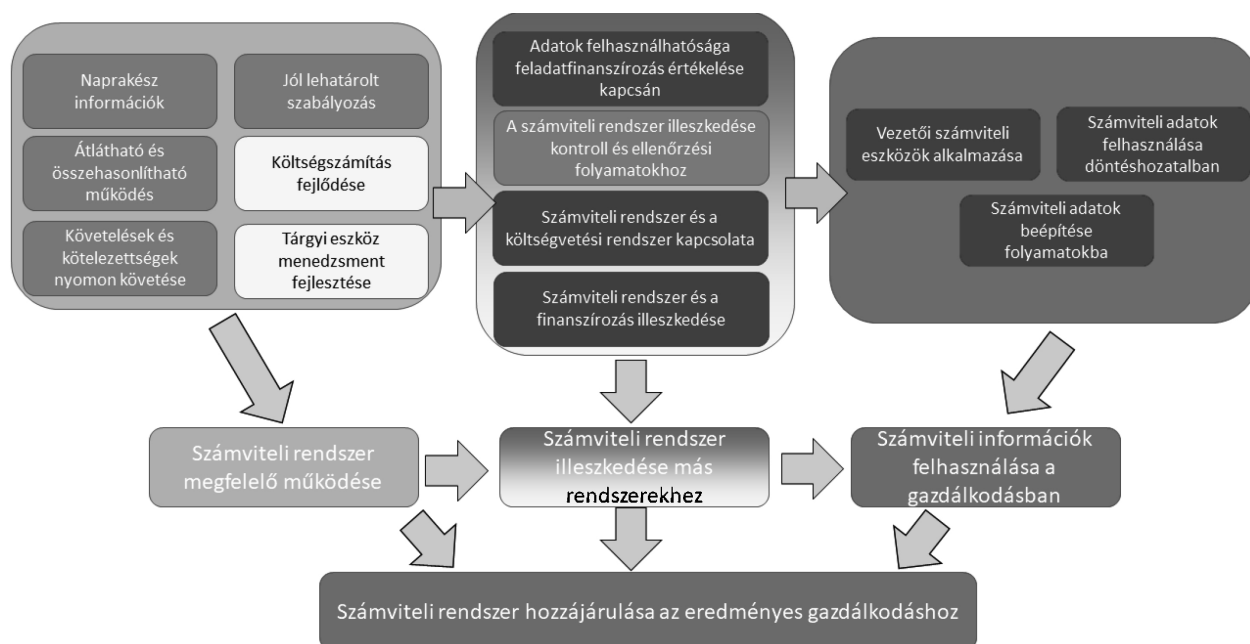 Naprakész
információk
Jól lehatárolt
szabályozás
Átlátható és
összehasonlítható
működés
Költségszámítás
fejlődése
Követelések és
kötelezettségek
nyomon követése
Tárgyi eszköz
menedzsment
fejlesztése
Adatok felhasználhatósága
feladatfinanszírozás értékelése
kapcsán
A számviteli rendszer illeszkedése
kontroll és ellenőrzési
folyamatokhoz
Számviteli rendszer és a
költségvetési rendszer kapcsolata
Számviteli rendszer és a
finanszírozás illeszkedése
Vezetői számviteli
eszközök alkalmazása
Számviteli adatok
felhasználása
döntéshozatalban
Számviteli adatok
beépítése
folyamatokba
Számviteli rendszer
megfelelő működése
Számviteli rendszer
illeszkedése más
rendszerekhez
Számviteli információk
felhasználása a
gazdálkodásban
Számviteli rendszer hozzájárulása az eredményes gazdálkodáshoz